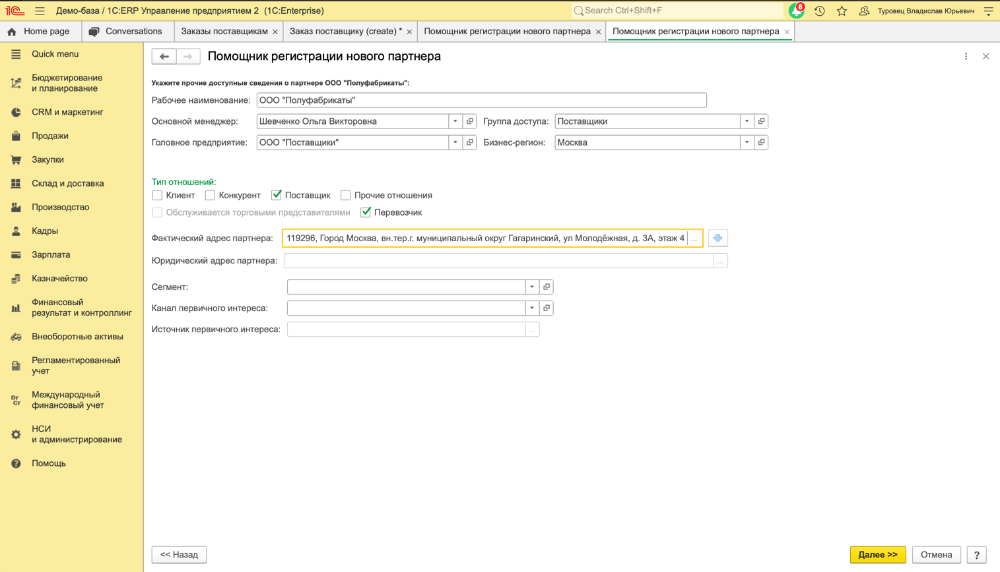 Демо-база / 1С:ERP Управление предприятием 2 (1C:Enterprise)
Search Ctrl+Shift+F
8
Туровец Владислав Юрьевич
Home page
Conversations
Заказы поставщикам
Заказ поставщику (create) *
Помощник регистрации нового партнера
Помощник регистрации нового партнера
Quick menu
Бюджетирование
и планирование
CRM и маркетинг
Продажи
Закупки
Склад и доставка
Производство
Кадры
Зарплата
Казначейство
Финансовый
результат и контроллинг
Внеоборотные активы
Регламентированный
учет
Dr
Cr
Международный
финансовый учет
НСИ
и администрирование
Помощь
Помощник регистрации нового партнера
Укажите прочие доступные сведения о партнере ООО "Полуфабрикаты":
Рабочее наименование: ООО "Полуфабрикаты"
Основной менеджер: Шевченко Ольга Викторовна Группа доступа: Поставщики
Головное предприятие: ООО "Поставщики" Бизнес-регион: Москва
Тип отношений:
Клиент Конкурент Поставщик Прочие отношения
Обслуживается торговыми представителями Перевозчик
Фактический адрес партнера: 119296, Город Москва, вн.тер.г. муниципальный округ Гагаринский, ул Молодёжная, д. 3А, этаж 4 ...
Юридический адрес партнера: ...
Сегмент:
Канал первичного интереса:
Источник первичного интереса: ...
<< Назад
Далее >>
Отмена
?